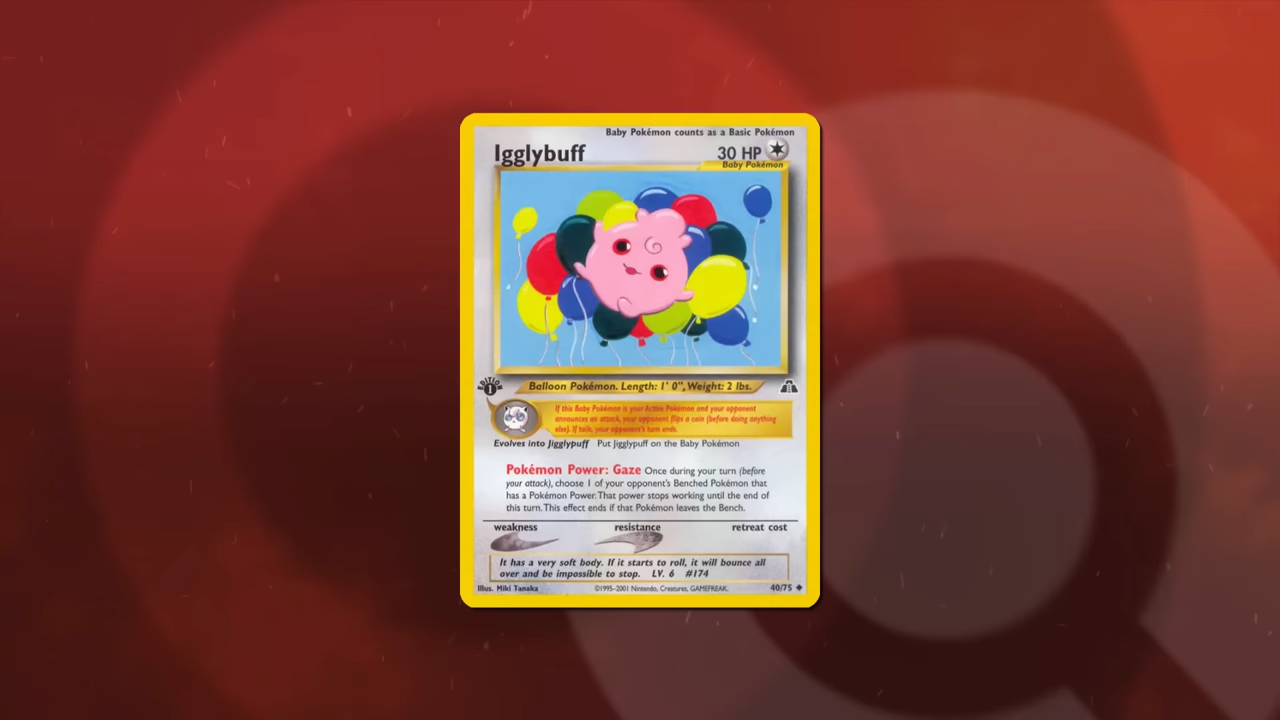 Baby Pokémon counts as a Basic Pokémon
Igglybuff
30 HP
Baby Pokémon
EDITION
1
Balloon Pokémon. Length: 1' 0", Weight: 2 lbs.
If this Baby Pokémon is your Active Pokémon and your opponent
announces an attack, your opponent flips a coin (before doing anything
else). If tails, your opponent's turn ends.
Evolves into Jigglypuff Put Jigglypuff on the Baby Pokémon
Pokémon Power: Gaze Once during your turn (before
your attack), choose 1 of your opponent's Benched Pokémon that
has a Pokémon Power. That power stops working until the end of
this turn. This effect ends if that Pokémon leaves the Bench.
weakness resistance retreat cost
It has a very soft body. If it starts to roll, it will bounce all
over and be impossible to stop. LV. 6 #174
Illus. Miki Tanaka ©1995-2001 Nintendo, Creatures, GAMEFREAK. 40/75